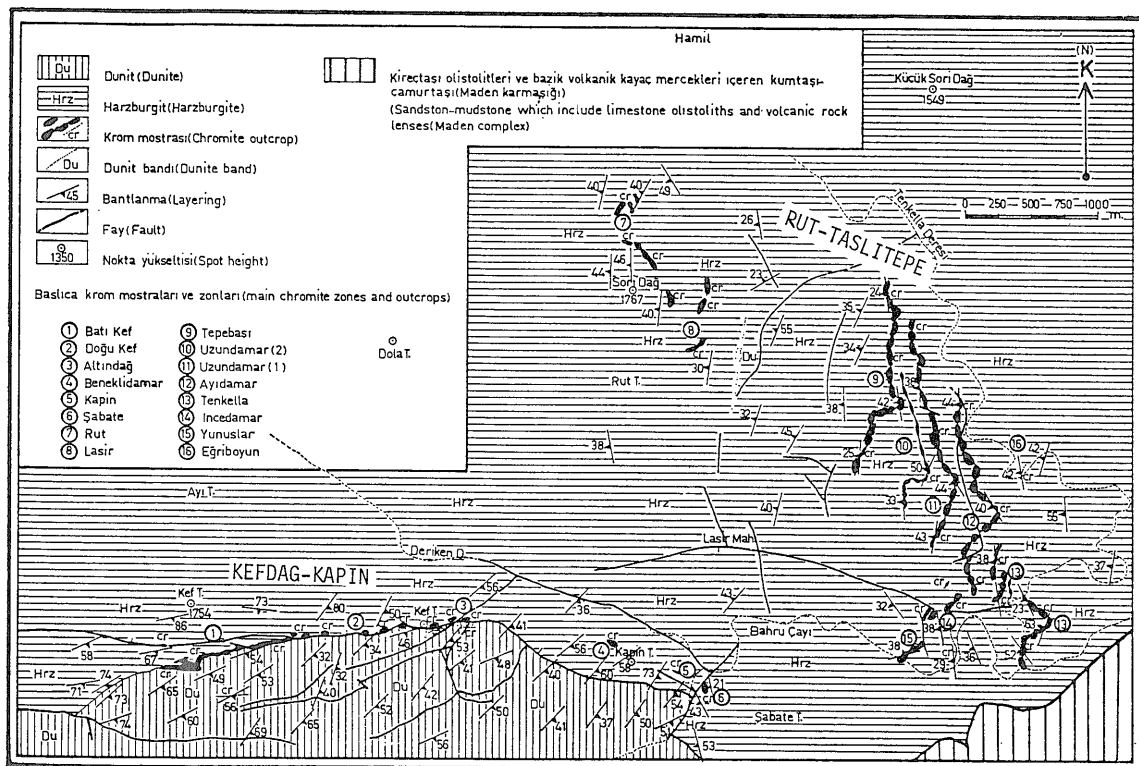 Hamil
Du Dunit (Dunite)
Hrz Harzburgit (Harzburgite)
cr Krom mostrası (Chromite outcrop)
Du Dunit bandı (Dunite band)
45 Bantlanma (Layering)
Fay (Fault)
1350 Nokta yükseltisi (Spot height)
Kireçtaşı olistolitleri ve bazik volkanik kayaç mercekleri içeren kumtaşı-
çamurtaşı (Maden karmaşığı)
(Sandston-mudstone which include limestone olistoliths and volcanic rock
lenses (Maden complex)
Baslıca krom mostraları ve zonları (main chromite zones and outcrops)
1 Batı Kef
2 Doğu Kef
3 Altındağ
4 Beneklidamar
5 Kapin
6 Şabate
7 Rut
8 Lasir
9 Tepebası
10 Uzundamar (2)
11 Uzundamar (1)
12 Ayıdamar
13 Tenkella
14 Incedamar
15 Yunuslar
16 Eğriboyun
Dola T.
Küçük Sori Dağ
1549
(N)
K
0 250 500 750 1000
m.
Tenkella Deresi
RUT-TASLITEPE
Sori Dağ
1767
Rut T.
Ayı T.
Lasir Mah.
Deriken D.
KEFDAG-KAPIN
Kef T.
1754
Kef T.
Kapin T.
Bahru Çayı
Şabate T.
Hrz
Du
cr